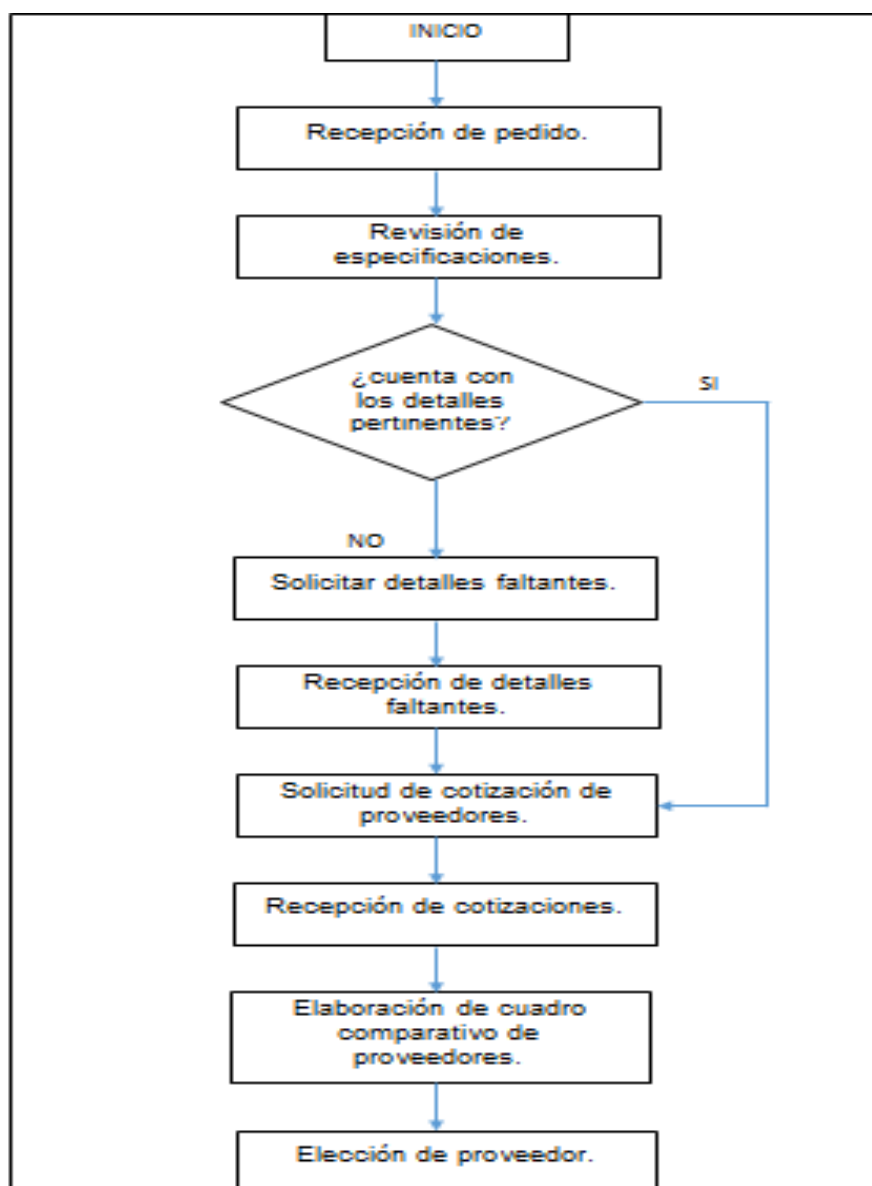 INICIO
Recepción de pedido.
Revisión de
especificaciones.
¿cuenta con
los detalles
pertinentes?
SI
NO
Solicitar detalles faltantes.
Recepción de detalles
faltantes.
Solicitud de cotización de
proveedores.
Recepción de cotizaciones.
Elaboración de cuadro
comparativo de
proveedores.
Elección de proveedor.